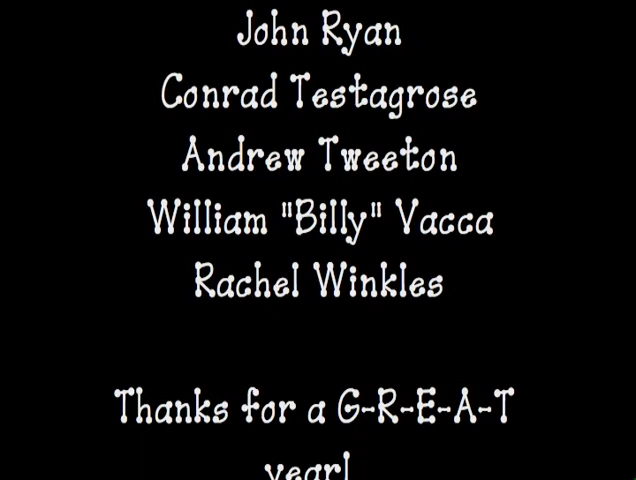 John Ryan
Conrad Testagrose
Andrew Tweeton
William "Billy" Vacca
Rachel Winkles
Thanks for a G-R-E-A-T
year!